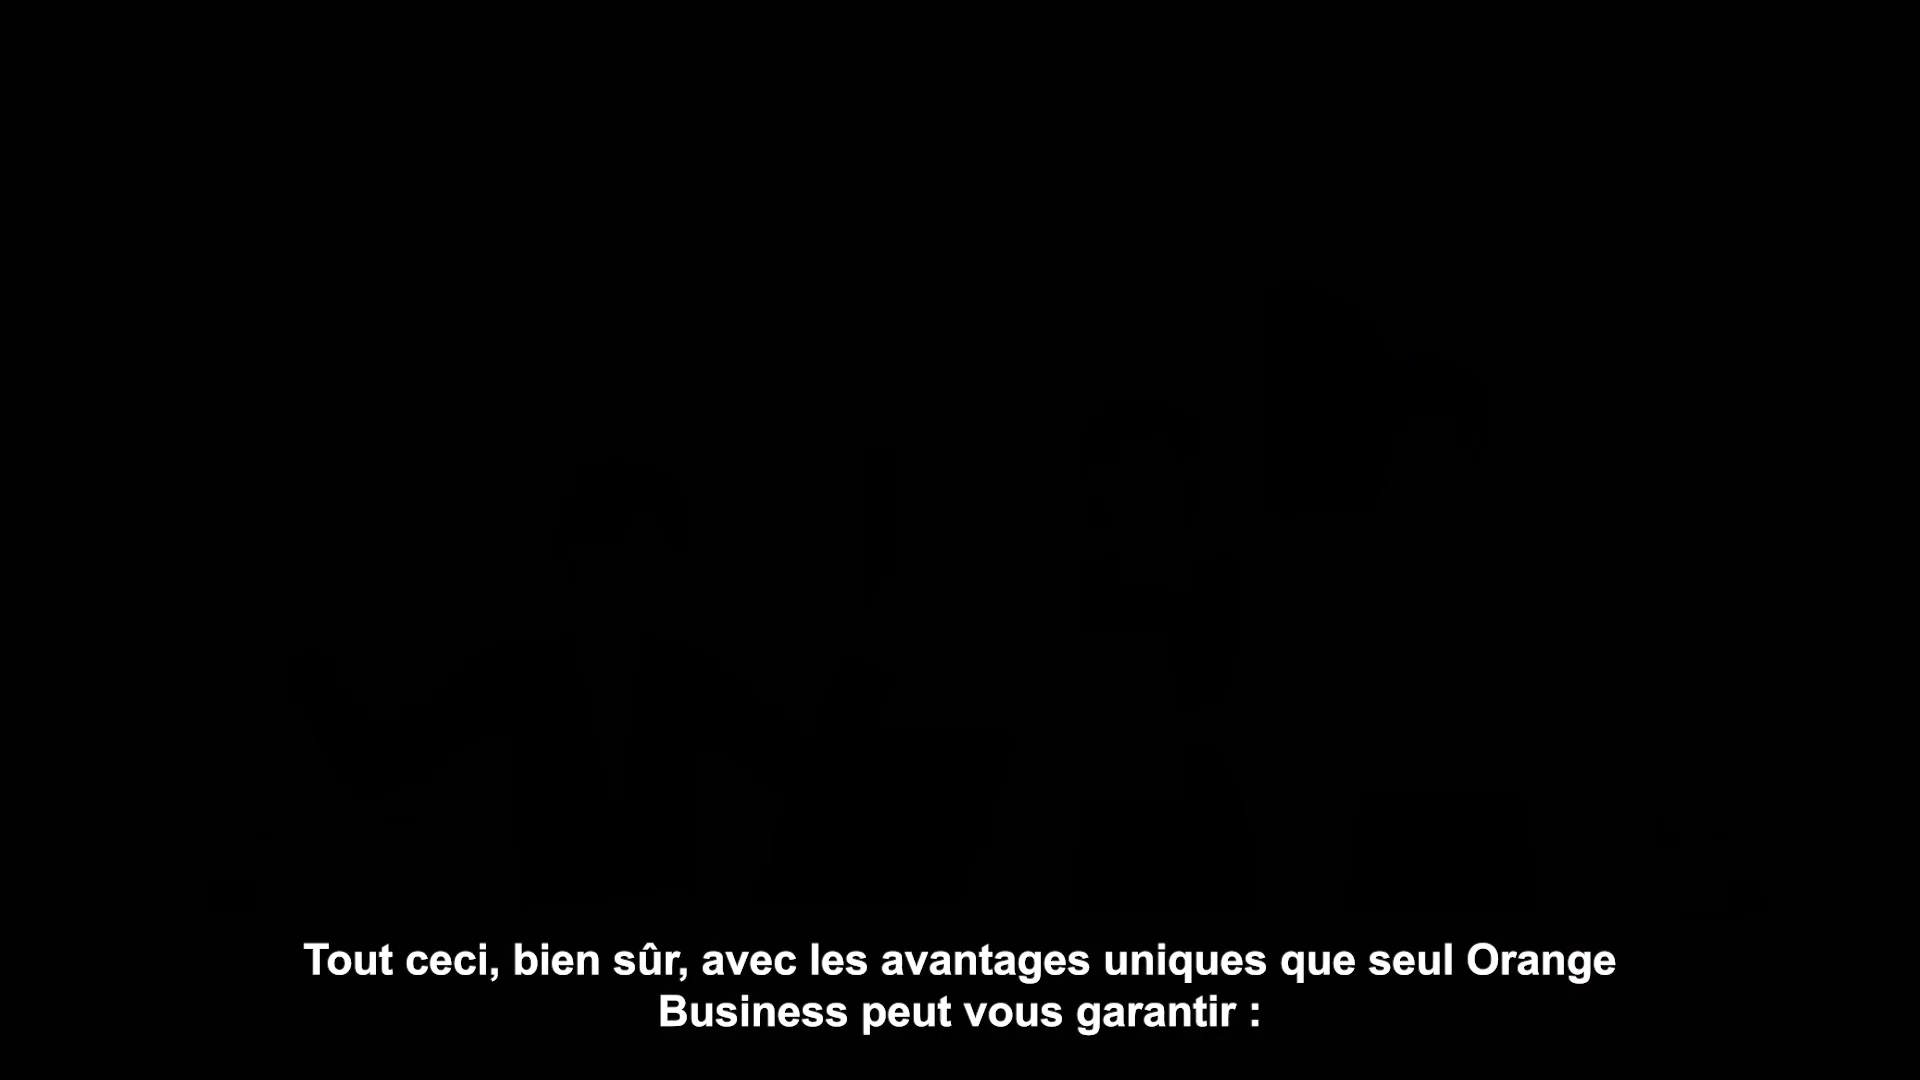 Tout ceci, bien sûr, avec les avantages uniques que seul Orange
Business peut vous garantir :